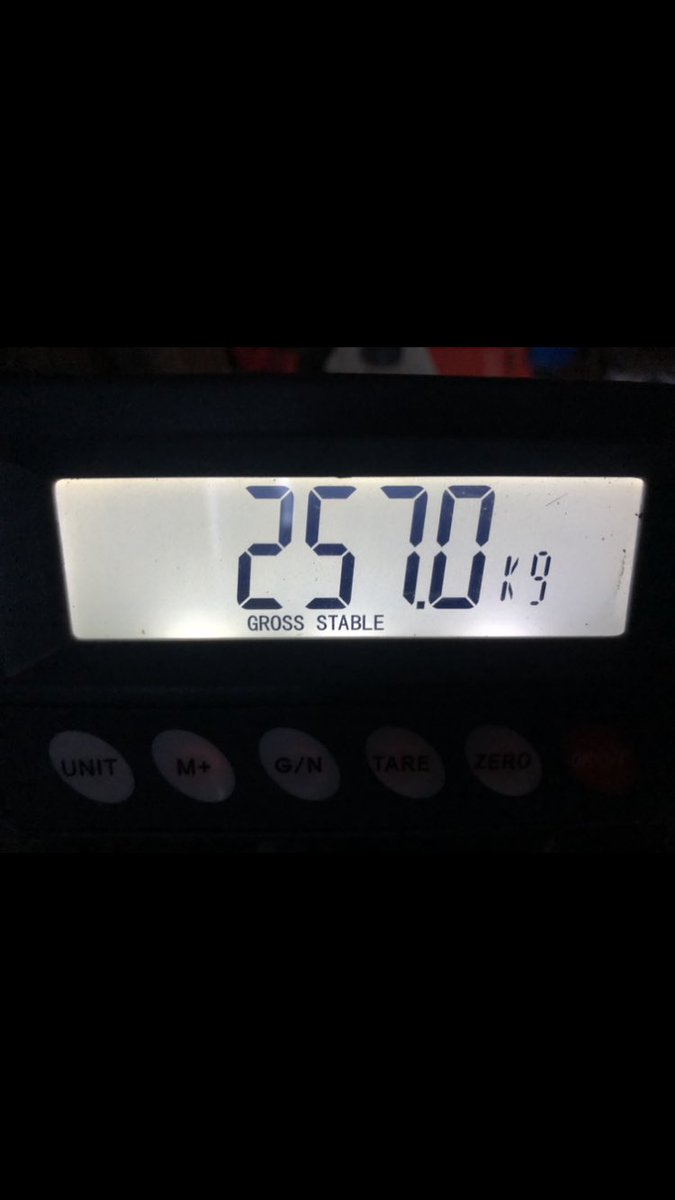 257.0 kg
GROSS STABLE
UNIT M+ G/N TARE ZERO